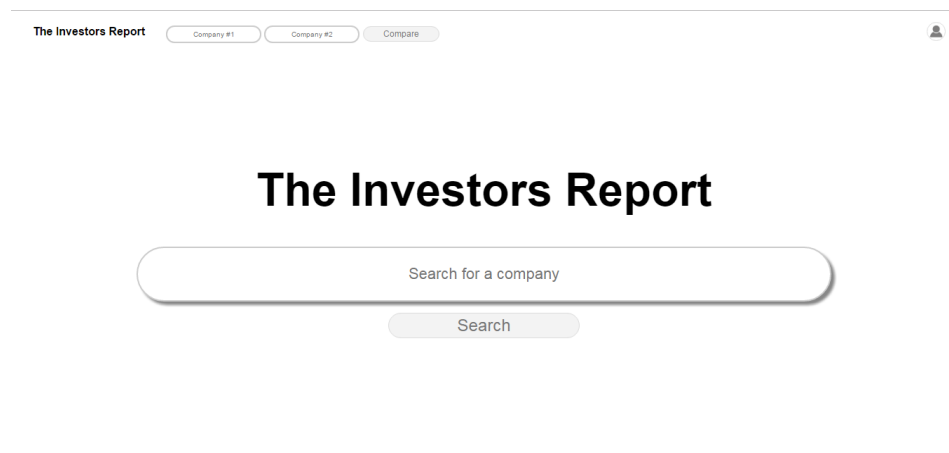 The Investors Report Company #1 Company #2 Compare
The Investors Report
Search for a company
Search